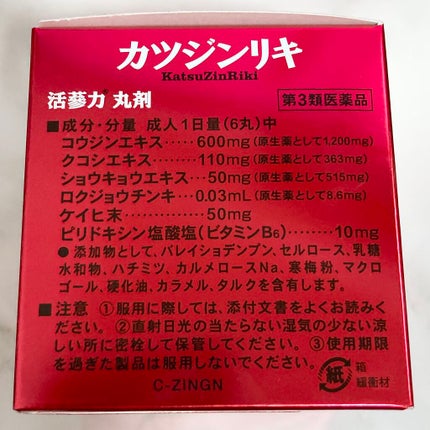 カツジンリキ
KatsuZinRiki
活蔘力 丸剤
第3類医薬品
■成分・分量 成人1日量(6丸)中
コウジンエキス……600mg(原生薬として1,200mg)
クコシエキス………110mg(原生薬として363mg)
ショウキョウエキス…50mg(原生薬として515mg)
ロクジョウチンキ…0.03mL(原生薬として8.6mg)
ケイヒ末……………50mg
ピリドキシン塩酸塩(ビタミンB6)………10mg
●添加物として、バレイショデンプン、セルロース、乳糖
水和物、ハチミツ、カルメロースNa、寒梅粉、マクロ
ゴール、硬化油、カラメル、タルクを含有します。
■注意 ①服用に際しては、添付文書をよくお読みく
ださい。②直射日光の当たらない湿気の少ない涼し
い所に密栓して保管してください。③使用期限
を過ぎた製品は服用しないでください。
C-ZINGN
紙
箱
緩衝材